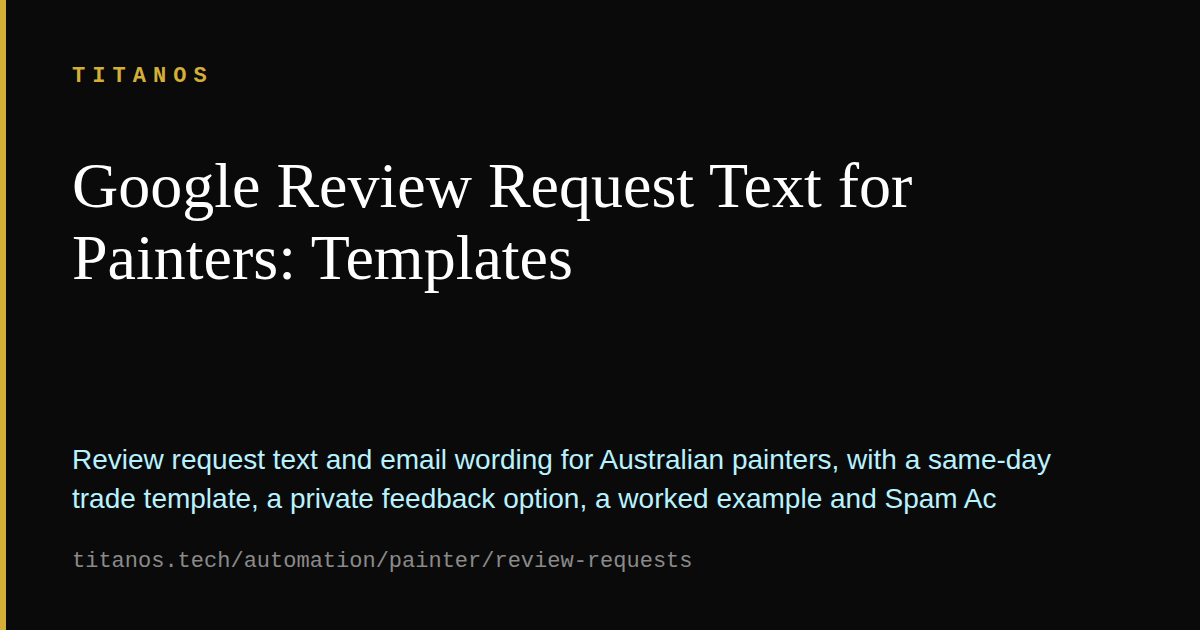 TITANOS
Google Review Request Text for
Painters: Templates
Review request text and email wording for Australian painters, with a same-day
trade template, a private feedback option, a worked example and Spam Ac
titanos.tech/automation/painter/review-requests